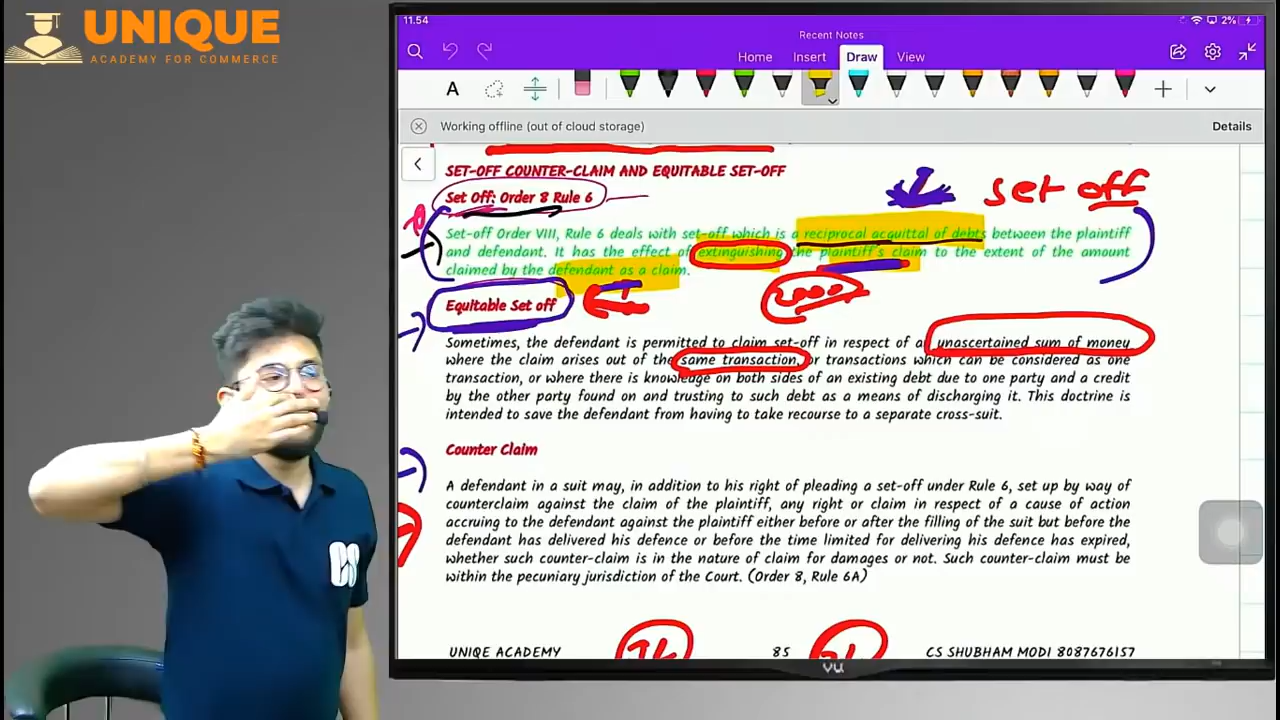 UNIQUE
ACADEMY FOR COMMERCE
11.54
2%
Recent Notes
Home Insert Draw View
A
Working offline (out of cloud storage)
Details
SET-OFF COUNTER-CLAIM AND EQUITABLE SET-OFF
set off
Set Off: Order 8 Rule 6
Set-off Order VIII, Rule 6 deals with set-off which is a reciprocal acquittal of debts between the plaintiff
and defendant. It has the effect of extinguishing the plaintiff's claim to the extent of the amount
claimed by the defendant as a claim.
Equitable Set off
Sometimes, the defendant is permitted to claim set-off in respect of a unascertained sum of money
where the claim arises out of the same transaction, or transactions which can be considered as one
transaction, or where there is knowledge on both sides of an existing debt due to one party and a credit
by the other party found on and trusting to such debt as a means of discharging it. This doctrine is
intended to save the defendant from having to take recourse to a separate cross-suit.
Counter Claim
A defendant in a suit may, in addition to his right of pleading a set-off under Rule 6, set up by way of
counterclaim against the claim of the plaintiff, any right or claim in respect of a cause of action
accruing to the defendant against the plaintiff either before or after the filling of the suit but before the
defendant has delivered his defence or before the time limited for delivering his defence has expired,
whether such counter-claim is in the nature of claim for damages or not. Such counter-claim must be
within the pecuniary jurisdiction of the Court. (Order 8, Rule 6A)
UNIQE ACADEMY 85 CS SHUBHAM MODI 8087676157
vu